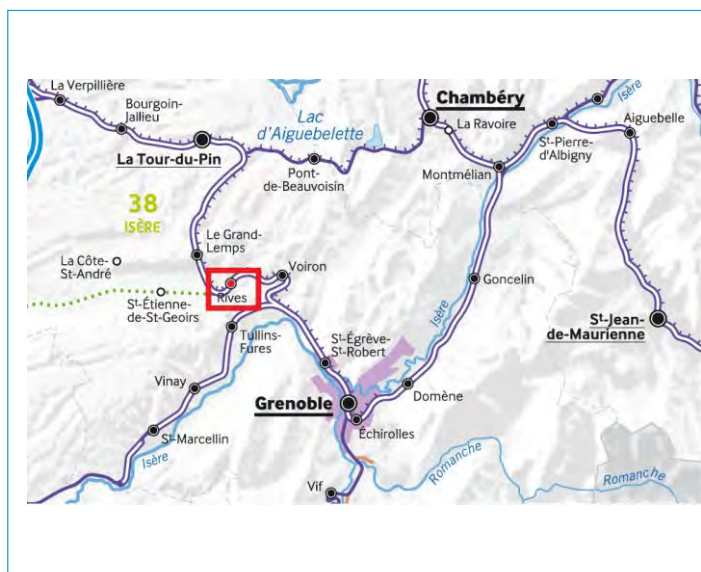 La Verpillière
Bourgoin-
Jallieu
La Tour-du-Pin
Lac
d'Aiguebelette
Pont-
de-Beauvoisin
Chambéry
La Ravoire
Isère
St-Pierre-
d'Albigny
Aiguebelle
Montmélian
38
ISÈRE
Le Grand-
Lemps
La Côte-
St-André
Voiron
Rives
St-Étienne-
de-St-Geoirs
Tullins-
Fures
Goncelin
Isère
St-Jean-
de-Maurienne
St-Égrève-
St-Robert
Vinay
Grenoble
Domène
Échirolles
St-Marcellin
Isère
Romanche
Romanche
Vif